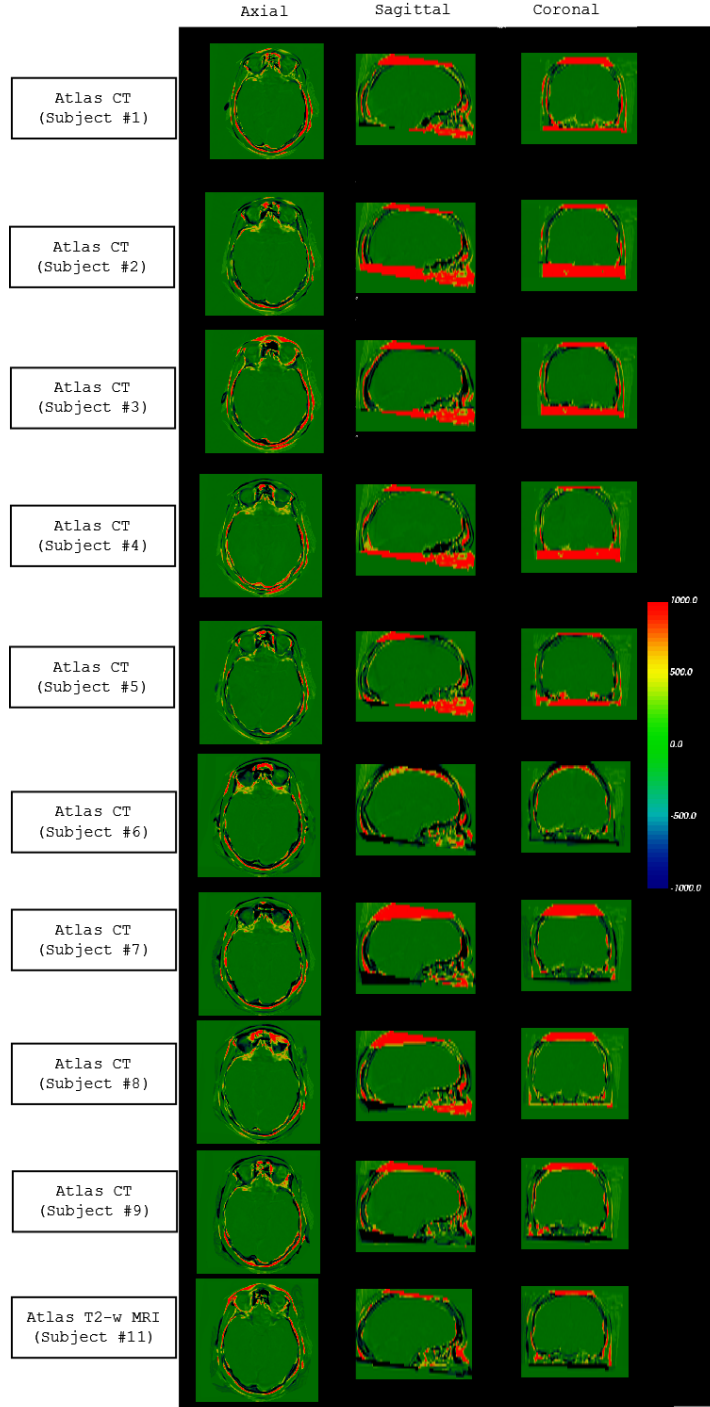 Axial Sagittal Coronal
Atlas CT
(Subject #1)
Atlas CT
(Subject #2)
Atlas CT
(Subject #3)
Atlas CT
(Subject #4)
1000.0
Atlas CT
(Subject #5)
500.0
0.0
Atlas CT
(Subject #6)
-500.0
-1000.0
Atlas CT
(Subject #7)
Atlas CT
(Subject #8)
Atlas CT
(Subject #9)
Atlas T2-w MRI
(Subject #11)